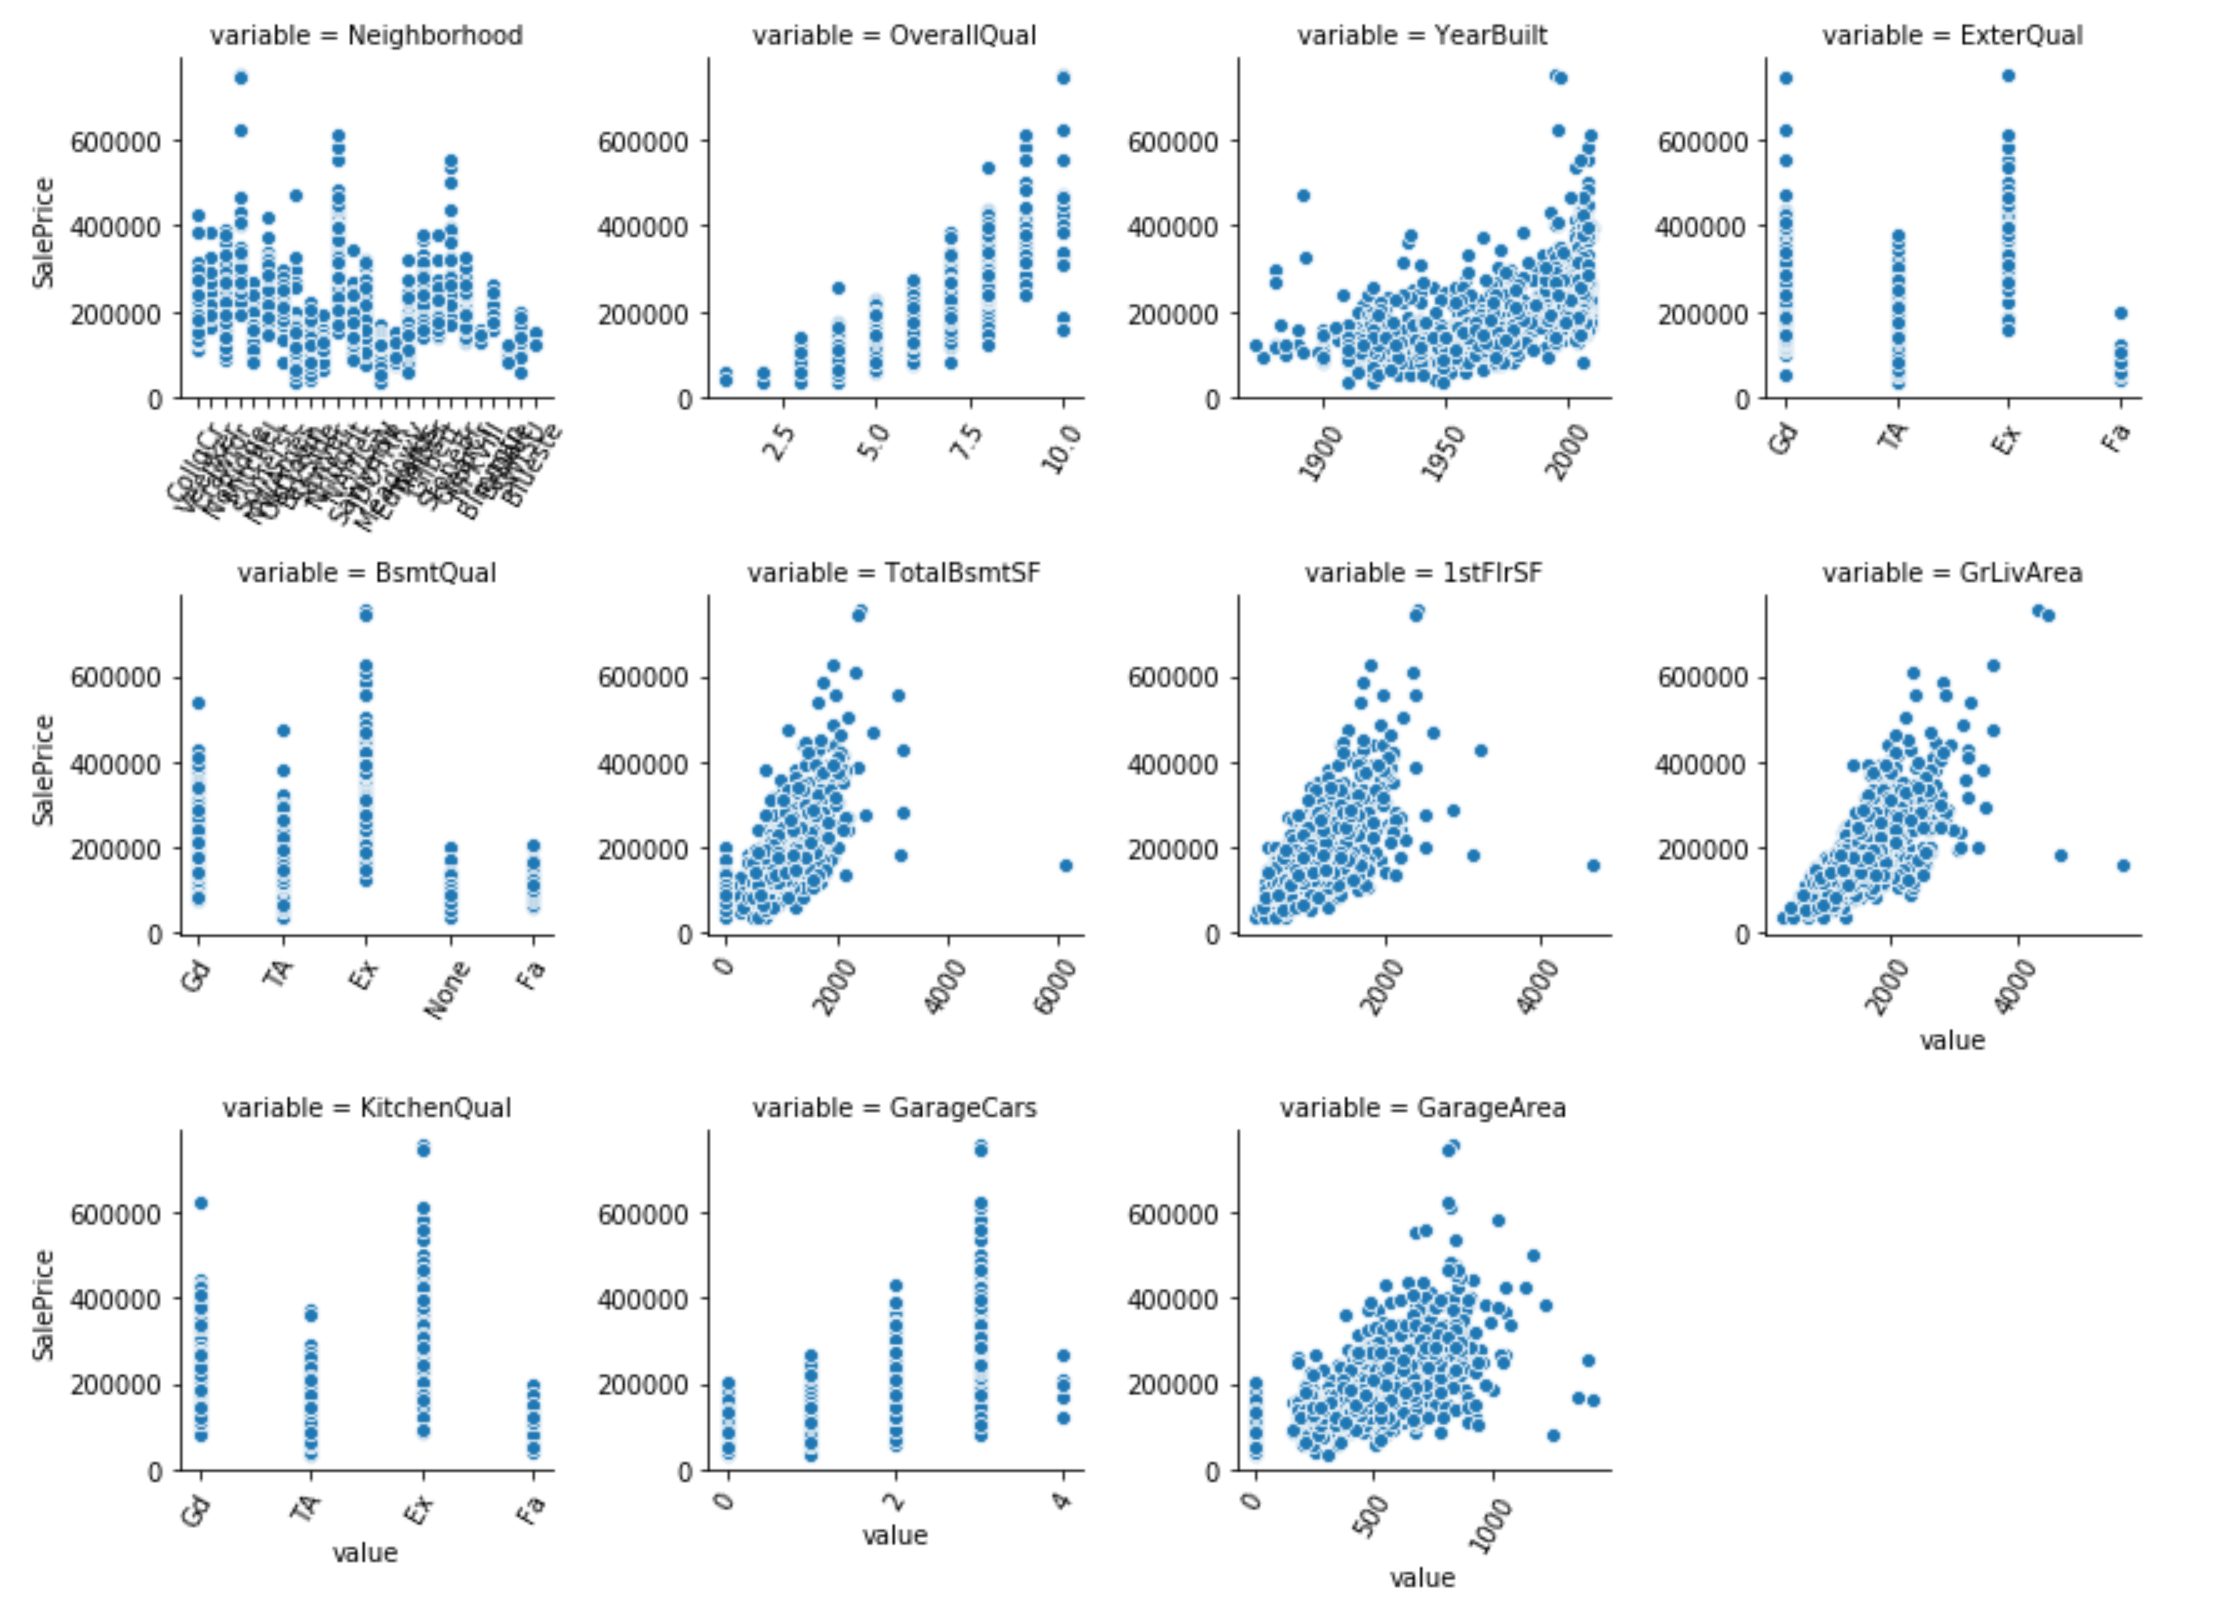 variable = Neighborhood
variable = OverallQual
variable = YearBuilt
variable = ExterQual
SalePrice
600000
400000
200000
0
Blueste
600000
400000
200000
0
2.5
5.0
7.5
10.0
600000
400000
200000
0
1900
1950
2000
600000
400000
200000
0
Gd
TA
Ex
Fa
variable = BsmtQual
variable = TotalBsmtSF
variable = 1stFlrSF
variable = GrLivArea
SalePrice
600000
400000
200000
0
Gd
TA
Ex
None
Fa
600000
400000
200000
0
0
2000
4000
6000
600000
400000
200000
0
2000
4000
600000
400000
200000
0
2000
4000
value
variable = KitchenQual
variable = GarageCars
variable = GarageArea
SalePrice
600000
400000
200000
0
Gd
TA
Ex
Fa
value
600000
400000
200000
0
0
2
4
value
600000
400000
200000
0
0
500
1000
value